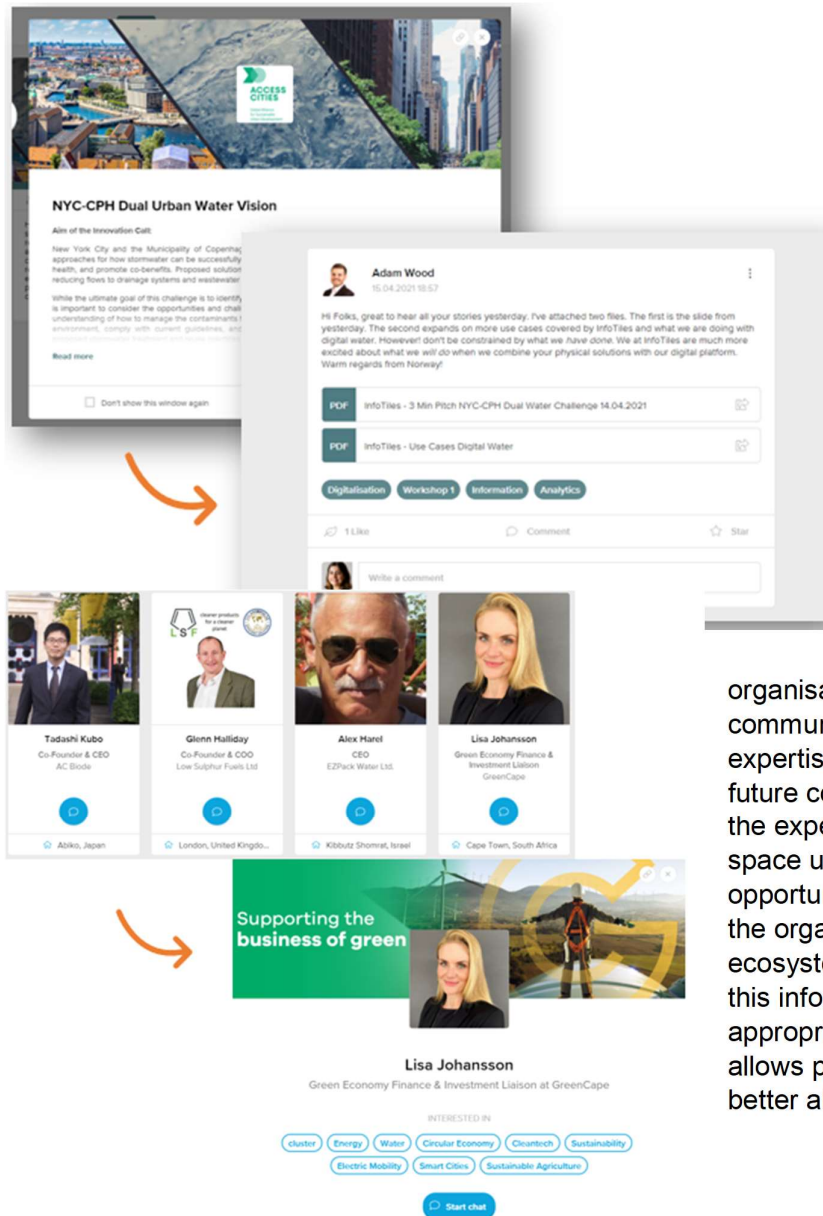 ACCESS
CITIES
NYC-CPH Dual Urban Water Vision
Aim of the Innovation Call:
New York City and the Municipality of Copenhag
approaches for how stormwater can be successfully
health, and promote co-benefits. Proposed solution
reducing flows to drainage systems and wastewater
While the ultimate goal of this challenge is to identify
is important to consider the opportunities and chall
understanding of how to manage the contaminants
environment, comply with current guidelines, and
Read more
Don't show this window again
Adam Wood
15.04.2021 18:57
Hi Folks, great to hear all your stories yesterday. I've attached two files. The first is the slide from
yesterday. The second expands on more use cases covered by InfoTiles and what we are doing with
digital water. However! don't be constrained by what we have done. We at InfoTiles are much more
excited about what we will do when we combine your physical solutions with our digital platform.
Warm regards from Norway!
PDF InfoTiles - 3 Min Pitch NYC-CPH Dual Water Challenge 14.04.2021
PDF InfoTiles - Use Cases Digital Water
Digitalisation Workshop 1 Information Analytics
1 Like Comment Star
Write a comment
LSF
cleaner products
for a cleaner
planet
Tadashi Kubo
Co-Founder & CEO
AC Biode
Abiko, Japan
Glenn Halliday
Co-Founder & COO
Low Sulphur Fuels Ltd
London, United Kingdo...
Alex Harel
CEO
EZPack Water Ltd.
Kibbutz Shomrat, Israel
Lisa Johansson
Green Economy Finance &
Investment Liaison
GreenCape
Cape Town, South Africa
Supporting the
business of green
Lisa Johansson
Green Economy Finance & Investment Liaison at GreenCape
INTERESTED IN
cluster Energy Water Circular Economy Cleantech Sustainability
Electric Mobility Smart Cities Sustainable Agriculture
Start chat
organisa
commun
expertis
future co
the expe
space u
opportu
the orga
ecosyste
this info
appropr
allows p
better a